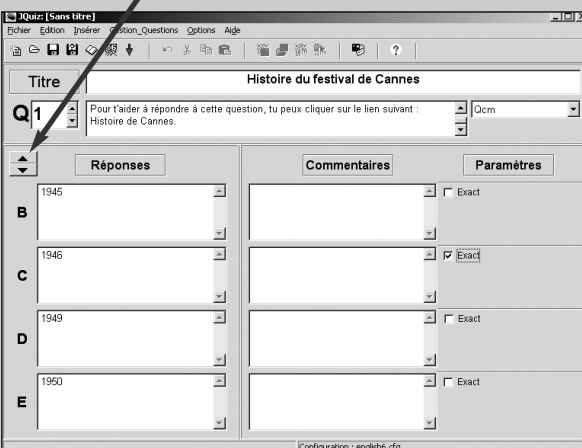 JQuiz: [Sans titre]
Fichier Edition Insérer Gestion_Questions Options Aide
Titre Histoire du festival de Cannes
Q 1 Pour t'aider à répondre à cette question, tu peux cliquer sur le lien suivant : Qcm
Histoire de Cannes.
Réponses Commentaires Paramètres
B 1945 Exact
C 1946 Exact
D 1949 Exact
E 1950 Exact
Configuration : english6.cfg